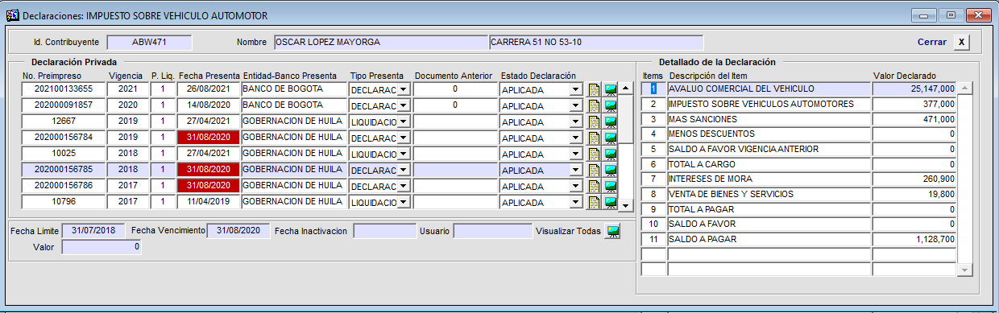 Declaraciones: IMPUESTO SOBRE VEHICULO AUTOMOTOR
Id. Contribuyente ABW471 Nombre OSCAR LOPEZ MAYORGA CARRERA 51 NO 53-10 Cerrar X
Declaración Privada
No. Preimpreso Vigencia P. Liq. Fecha Presenta Entidad-Banco Presenta Tipo Presenta Documento Anterior Estado Declaración
202100133655 2021 1 26/08/2021 BANCO DE BOGOTA DECLARAC 0 APLICADA
202000091857 2020 1 14/08/2020 BANCO DE BOGOTA DECLARAC 0 APLICADA
12667 2019 1 27/04/2021 GOBERNACION DE HUILA LIQUIDACIO APLICADA
202000156784 2019 1 31/08/2020 GOBERNACION DE HUILA DECLARAC APLICADA
10025 2018 1 27/04/2021 GOBERNACION DE HUILA LIQUIDACIO APLICADA
202000156785 2018 1 31/08/2020 GOBERNACION DE HUILA DECLARAC APLICADA
202000156786 2017 1 31/08/2020 GOBERNACION DE HUILA DECLARAC APLICADA
10796 2017 1 11/04/2019 GOBERNACION DE HUILA LIQUIDACIO APLICADA
Fecha Limite 31/07/2018 Fecha Vencimiento 31/08/2020 Fecha Inactivacion Usuario Visualizar Todas
Valor 0
Detallado de la Declaración
Items Descripción del Item Valor Declarado
1 AVALUO COMERCIAL DEL VEHICULO 25,147,000
2 IMPUESTO SOBRE VEHICULOS AUTOMOTORES 377,000
3 MAS SANCIONES 471,000
4 MENOS DESCUENTOS 0
5 SALDO A FAVOR VIGENCIA ANTERIOR 0
6 TOTAL A CARGO 0
7 INTERESES DE MORA 260,900
8 VENTA DE BIENES Y SERVICIOS 19,800
9 TOTAL A PAGAR 0
10 SALDO A FAVOR 0
11 SALDO A PAGAR 1,128,700